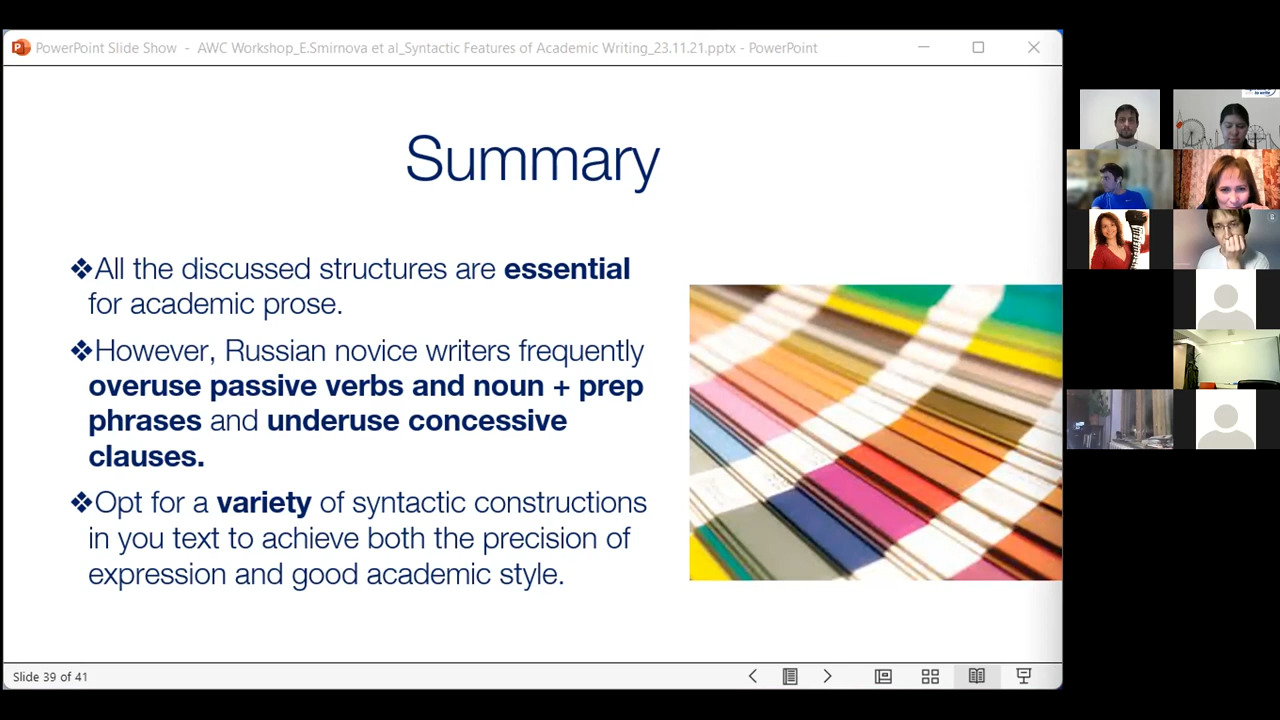 PowerPoint Slide Show - AWC Workshop_E.Smirnova et al_Syntactic Features of Academic Writing_23.11.21.pptx - PowerPoint
Summary
❖All the discussed structures are essential
for academic prose.
❖However, Russian novice writers frequently
overuse passive verbs and noun + prep
phrases and underuse concessive
clauses.
❖Opt for a variety of syntactic constructions
in you text to achieve both the precision of
expression and good academic style.
Slide 39 of 41
to write